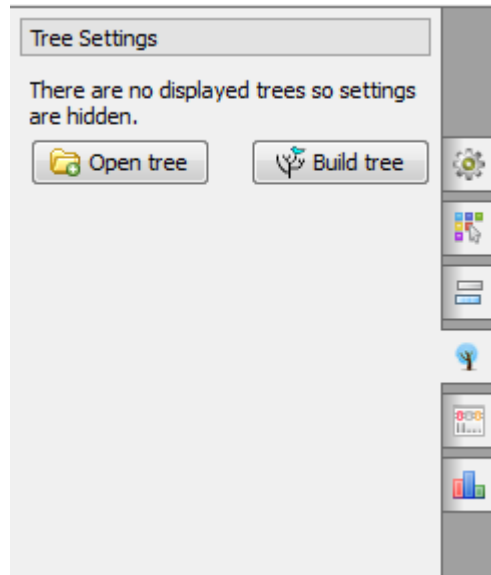 Tree Settings
There are no displayed trees so settings
are hidden.
Open tree
Build tree